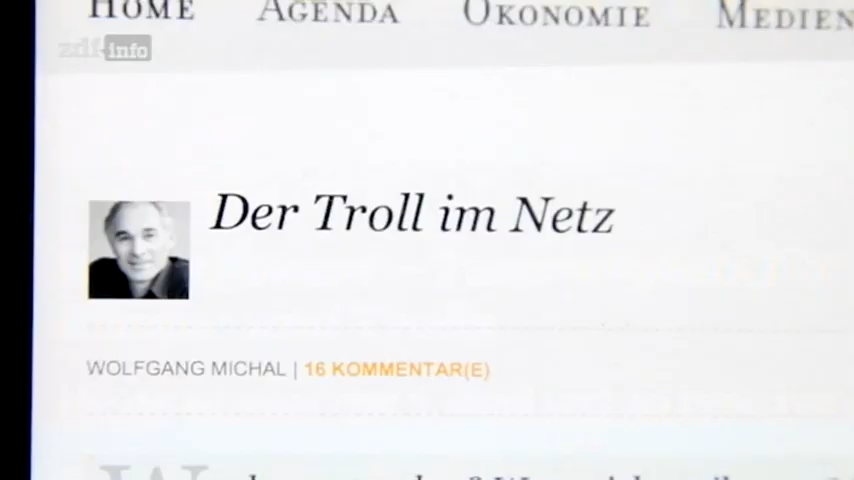 HOME AGENDA ÖKONOMIE MEDIEN
zdf info
Der Troll im Netz
WOLFGANG MICHAL | 16 KOMMENTAR(E)